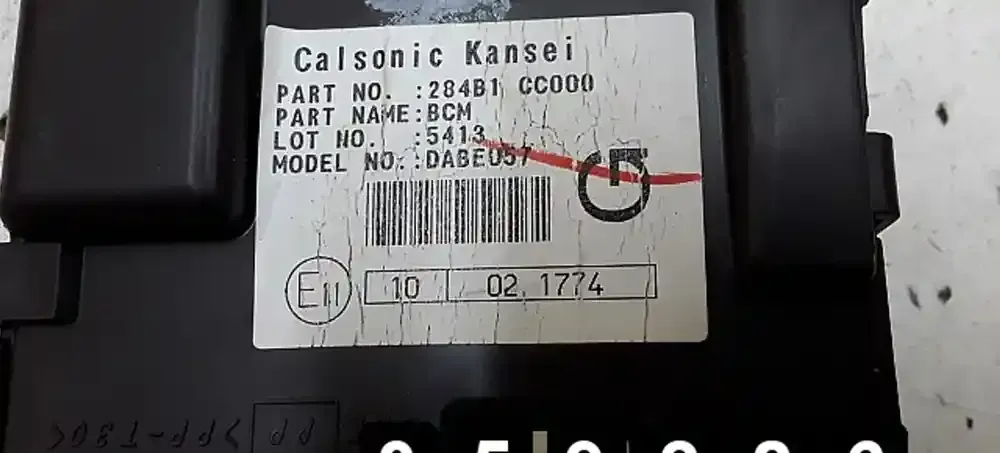 Calsonic Kansei
PART NO. :284B1 CC000
PART NAME:BCM
LOT NO. :5413
MODEL NO. :DABE057
E11
10 02 1774
>PP-T30<
PP